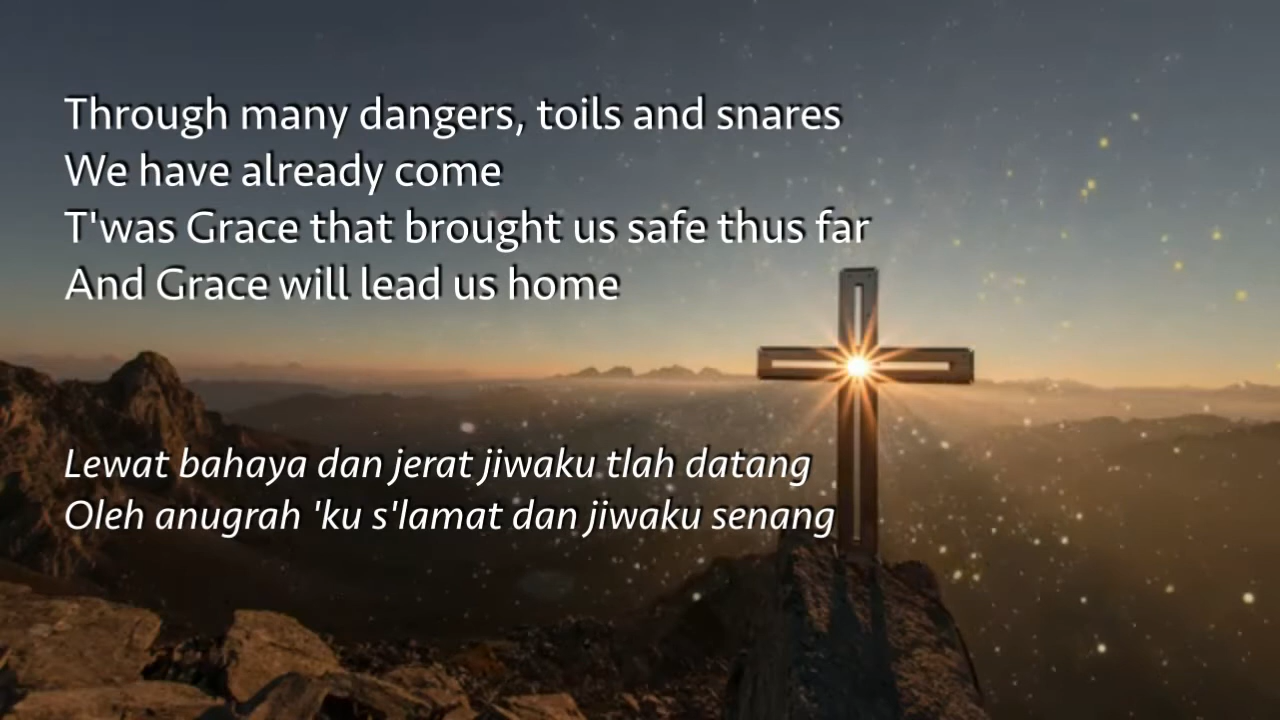 Through many dangers, toils and snares
We have already come
T'was Grace that brought us safe thus far
And Grace will lead us home
Lewat bahaya dan jerat jiwaku tlah datang
Oleh anugrah 'ku s'lamat dan jiwaku senang